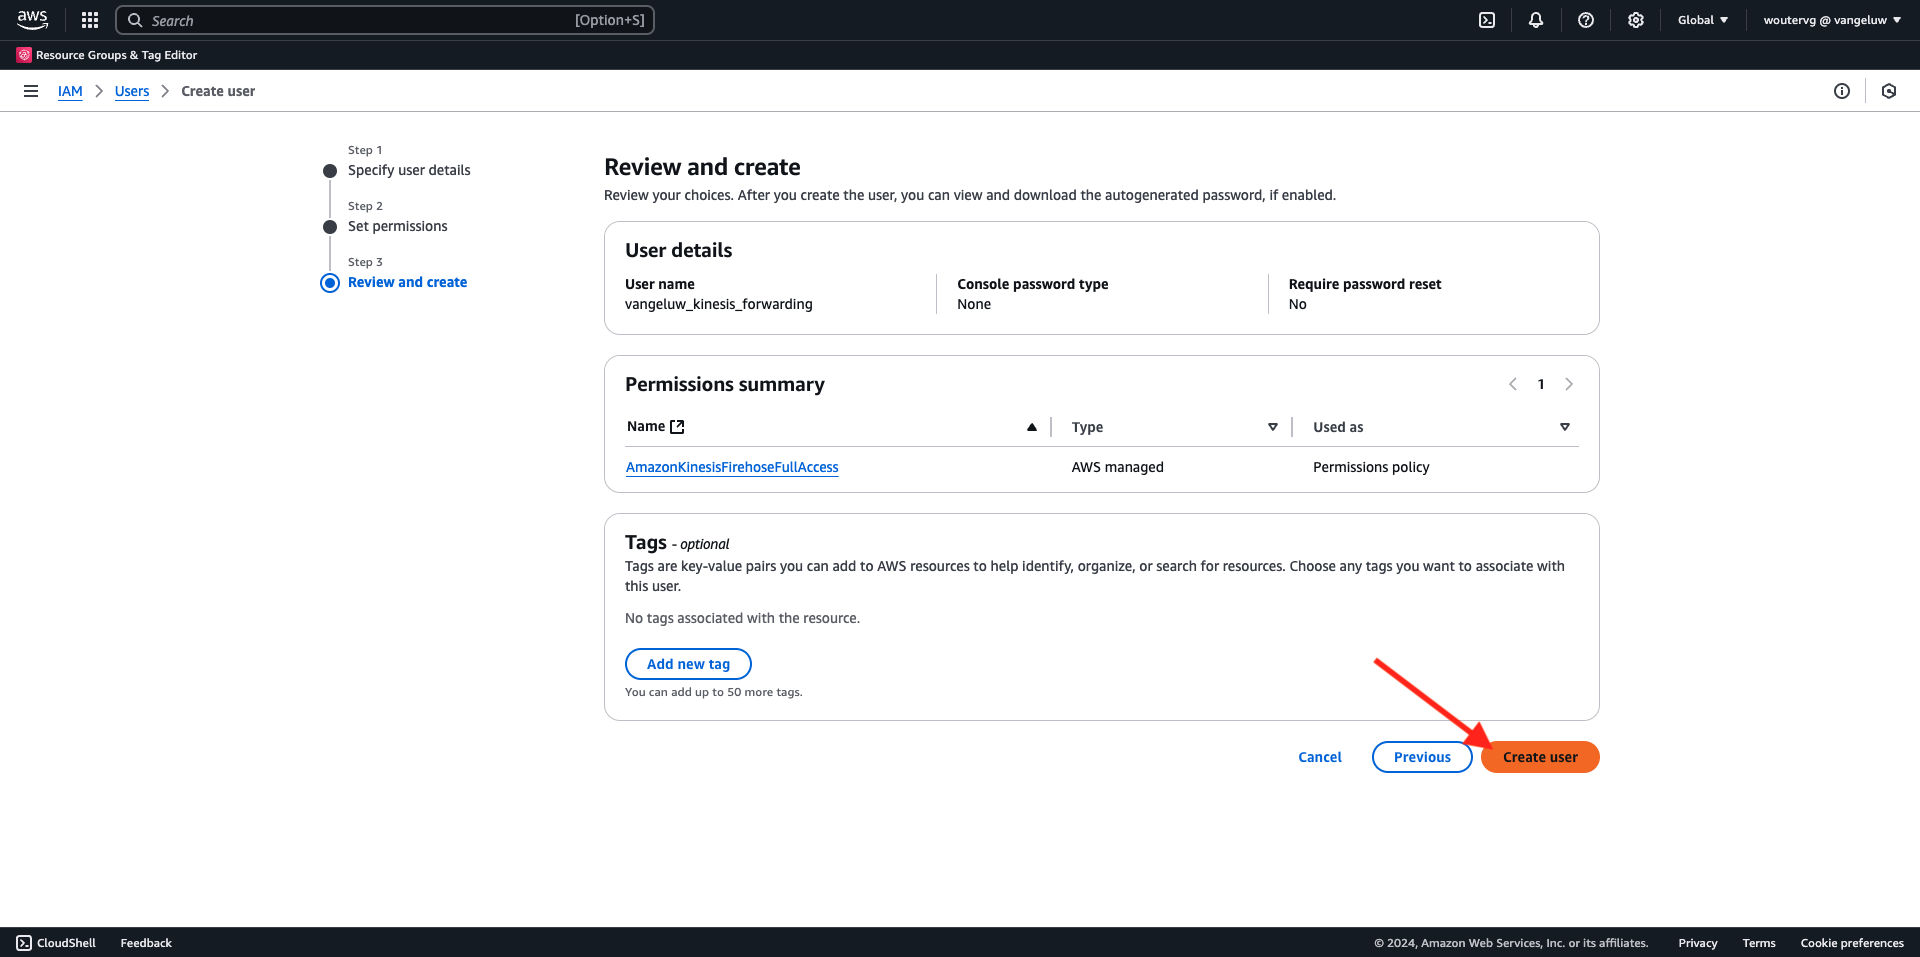 aws
Search [Option+S]
Global
woutervg @ vangeluw
Resource Groups & Tag Editor
IAM
Users
Create user
Step 1
Specify user details
Step 2
Set permissions
Step 3
Review and create
Review and create
Review your choices. After you create the user, you can view and download the autogenerated password, if enabled.
User details
User name
vangeluw_kinesis_forwarding
Console password type
None
Require password reset
No
Permissions summary
1
Name
Type
Used as
AmazonKinesisFirehoseFullAccess
AWS managed
Permissions policy
Tags - optional
Tags are key-value pairs you can add to AWS resources to help identify, organize, or search for resources. Choose any tags you want to associate with
this user.
No tags associated with the resource.
Add new tag
You can add up to 50 more tags.
Cancel
Previous
Create user
CloudShell
Feedback
© 2024, Amazon Web Services, Inc. or its affiliates.
Privacy
Terms
Cookie preferences